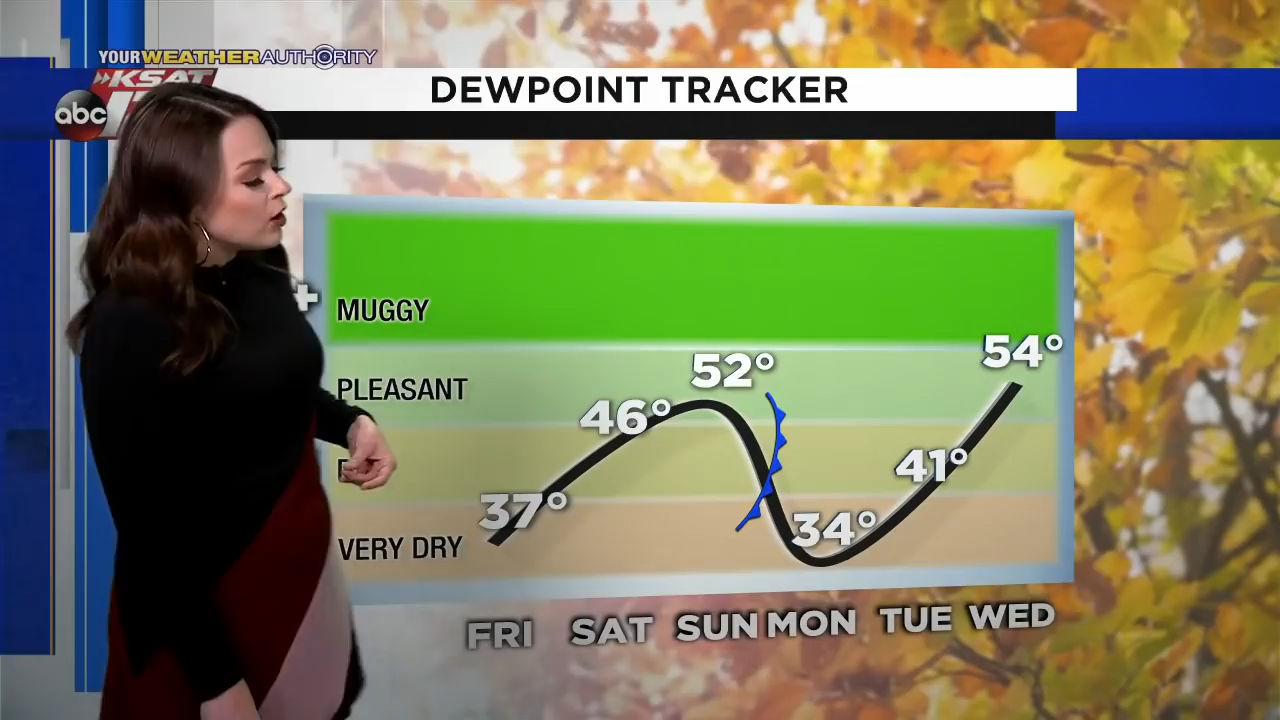 YOURWEATHERAUTHORITY
KSAT
abc
DEWPOINT TRACKER
+
MUGGY
PLEASANT
VERY DRY
37°
46°
52°
34°
41°
54°
FRI SAT SUN MON TUE WED